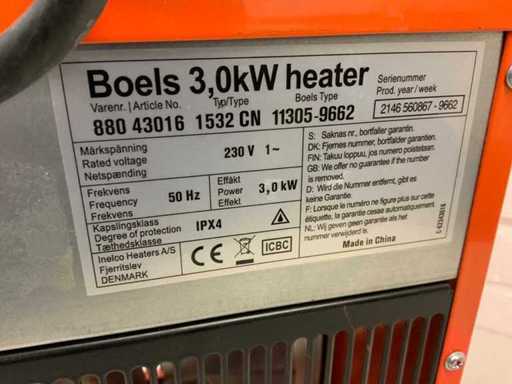 Boels 3,0kW heater
Serienummer
Prod. year / week
Varenr. | Article No. Typ/Type Boels Type
880 43016 1532 CN 11305-9662
2146 560867 - 9662
Märkspänning
Rated voltage 230 V 1~
Netspænding
Frekvens
Frequency 50 Hz
Frekvens
Effäkt
Power 3,0 kW
Effekt
Kapslingsklass
Degree of protection IPX4
Tæthedsklasse
Inelco Heaters A/S
Fjerritslev
DENMARK
CE
ICBC
S: Saknas nr., bortfaller garantin.
DK: Fjernes nummer, bortfalder garantien.
FIN: Takuu loppuu, jos numero poistetaan.
GB: We offer no guarantee if the number
is removed.
D: Wird die Nummer entfernt, gibt es
keine Garantie.
F: Lorsque le numéro ne figure plus sur cette
étiquette, la garantie cesse automatiquement.
NL: Wij geven geen garantie als het
nummer verwijderd is.
Made in China